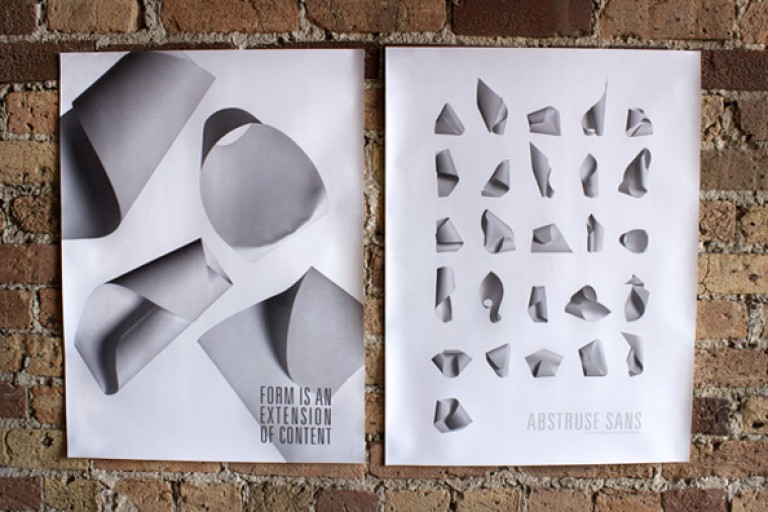 FORM IS AN
EXTENSION
OF CONTENT
ABSTRUSE SANS